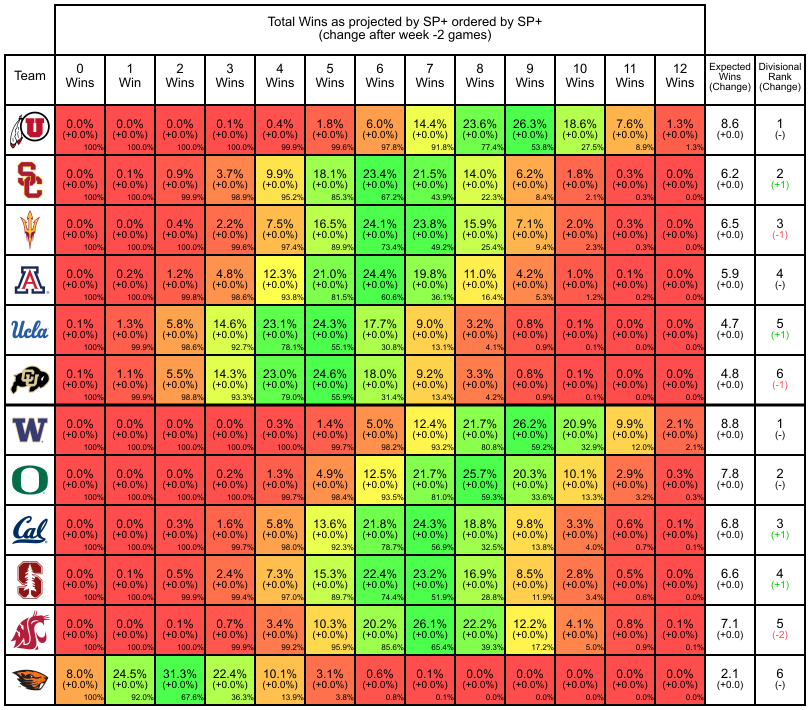 Total Wins as projected by SP+ ordered by SP+
(change after week -2 games)
Team 0 Wins 1 Win 2 Wins 3 Wins 4 Wins 5 Wins 6 Wins 7 Wins 8 Wins 9 Wins 10 Wins 11 Wins 12 Wins Expected Wins (Change) Divisional Rank (Change)
U 0.0% 0.0% 0.0% 0.1% 0.4% 1.8% 6.0% 14.4% 23.6% 26.3% 18.6% 7.6% 1.3% 8.6 1
(+0.0%) (+0.0%) (+0.0%) (+0.0%) (+0.0%) (+0.0%) (+0.0%) (+0.0%) (+0.0%) (+0.0%) (+0.0%) (+0.0%) (+0.0%) (+0.0) (-)
100% 100.0% 100.0% 100.0% 99.9% 99.6% 97.8% 91.8% 77.4% 53.8% 27.5% 8.9% 1.3%
SC 0.0% 0.1% 0.9% 3.7% 9.9% 18.1% 23.4% 21.5% 14.0% 6.2% 1.8% 0.3% 0.0% 6.2 2
(+0.0%) (+0.0%) (+0.0%) (+0.0%) (+0.0%) (+0.0%) (+0.0%) (+0.0%) (+0.0%) (+0.0%) (+0.0%) (+0.0%) (+0.0%) (+0.0) (+1)
100% 100.0% 99.9% 98.9% 95.2% 85.3% 67.2% 43.9% 22.3% 8.4% 2.1% 0.3% 0.0%
0.0% 0.0% 0.4% 2.2% 7.5% 16.5% 24.1% 23.8% 15.9% 7.1% 2.0% 0.3% 0.0% 6.5 3
(+0.0%) (+0.0%) (+0.0%) (+0.0%) (+0.0%) (+0.0%) (+0.0%) (+0.0%) (+0.0%) (+0.0%) (+0.0%) (+0.0%) (+0.0%) (+0.0) (-1)
100% 100.0% 100.0% 99.6% 97.4% 89.9% 73.4% 49.2% 25.4% 9.4% 2.3% 0.3% 0.0%
A 0.0% 0.2% 1.2% 4.8% 12.3% 21.0% 24.4% 19.8% 11.0% 4.2% 1.0% 0.1% 0.0% 5.9 4
(+0.0%) (+0.0%) (+0.0%) (+0.0%) (+0.0%) (+0.0%) (+0.0%) (+0.0%) (+0.0%) (+0.0%) (+0.0%) (+0.0%) (+0.0%) (+0.0) (-)
100% 100.0% 99.8% 98.6% 93.8% 81.5% 60.6% 36.1% 16.4% 5.3% 1.2% 0.2% 0.0%
Ucla 0.1% 1.3% 5.8% 14.6% 23.1% 24.3% 17.7% 9.0% 3.2% 0.8% 0.1% 0.0% 0.0% 4.7 5
(+0.0%) (+0.0%) (+0.0%) (+0.0%) (+0.0%) (+0.0%) (+0.0%) (+0.0%) (+0.0%) (+0.0%) (+0.0%) (+0.0%) (+0.0%) (+0.0) (+1)
100% 99.9% 98.6% 92.7% 78.1% 55.1% 30.8% 13.1% 4.1% 0.9% 0.1% 0.0% 0.0%
CU 0.1% 1.1% 5.5% 14.3% 23.0% 24.6% 18.0% 9.2% 3.3% 0.8% 0.1% 0.0% 0.0% 4.8 6
(+0.0%) (+0.0%) (+0.0%) (+0.0%) (+0.0%) (+0.0%) (+0.0%) (+0.0%) (+0.0%) (+0.0%) (+0.0%) (+0.0%) (+0.0%) (+0.0) (-1)
100% 99.9% 98.8% 93.3% 79.0% 55.9% 31.4% 13.4% 4.2% 0.9% 0.1% 0.0% 0.0%
W 0.0% 0.0% 0.0% 0.0% 0.3% 1.4% 5.0% 12.4% 21.7% 26.2% 20.9% 9.9% 2.1% 8.8 1
(+0.0%) (+0.0%) (+0.0%) (+0.0%) (+0.0%) (+0.0%) (+0.0%) (+0.0%) (+0.0%) (+0.0%) (+0.0%) (+0.0%) (+0.0%) (+0.0) (-)
100% 100.0% 100.0% 100.0% 100.0% 99.7% 98.2% 93.2% 80.8% 59.2% 32.9% 12.0% 2.1%
O 0.0% 0.0% 0.0% 0.2% 1.3% 4.9% 12.5% 21.7% 25.7% 20.3% 10.1% 2.9% 0.3% 7.8 2
(+0.0%) (+0.0%) (+0.0%) (+0.0%) (+0.0%) (+0.0%) (+0.0%) (+0.0%) (+0.0%) (+0.0%) (+0.0%) (+0.0%) (+0.0%) (+0.0) (-)
100% 100.0% 100.0% 100.0% 99.7% 98.4% 93.5% 81.0% 59.3% 33.6% 13.3% 3.2% 0.3%
Cal 0.0% 0.0% 0.3% 1.6% 5.8% 13.6% 21.8% 24.3% 18.8% 9.8% 3.3% 0.6% 0.1% 6.8 3
(+0.0%) (+0.0%) (+0.0%) (+0.0%) (+0.0%) (+0.0%) (+0.0%) (+0.0%) (+0.0%) (+0.0%) (+0.0%) (+0.0%) (+0.0%) (+0.0) (+1)
100% 100.0% 100.0% 99.7% 98.0% 92.3% 78.7% 56.9% 32.5% 13.8% 4.0% 0.7% 0.1%
S 0.0% 0.1% 0.5% 2.4% 7.3% 15.3% 22.4% 23.2% 16.9% 8.5% 2.8% 0.5% 0.0% 6.6 4
(+0.0%) (+0.0%) (+0.0%) (+0.0%) (+0.0%) (+0.0%) (+0.0%) (+0.0%) (+0.0%) (+0.0%) (+0.0%) (+0.0%) (+0.0%) (+0.0) (+1)
100% 100.0% 99.9% 99.4% 97.0% 89.7% 74.4% 51.9% 28.8% 11.9% 3.4% 0.6% 0.0%
0.0% 0.0% 0.1% 0.7% 3.4% 10.3% 20.2% 26.1% 22.2% 12.2% 4.1% 0.8% 0.1% 7.1 5
(+0.0%) (+0.0%) (+0.0%) (+0.0%) (+0.0%) (+0.0%) (+0.0%) (+0.0%) (+0.0%) (+0.0%) (+0.0%) (+0.0%) (+0.0%) (+0.0) (-2)
100% 100.0% 100.0% 99.9% 99.2% 95.9% 85.6% 65.4% 39.3% 17.2% 5.0% 0.9% 0.1%
8.0% 24.5% 31.3% 22.4% 10.1% 3.1% 0.6% 0.1% 0.0% 0.0% 0.0% 0.0% 0.0% 2.1 6
(+0.0%) (+0.0%) (+0.0%) (+0.0%) (+0.0%) (+0.0%) (+0.0%) (+0.0%) (+0.0%) (+0.0%) (+0.0%) (+0.0%) (+0.0%) (+0.0) (-)
100% 92.0% 67.6% 36.3% 13.9% 3.8% 0.8% 0.1% 0.0% 0.0% 0.0% 0.0% 0.0%